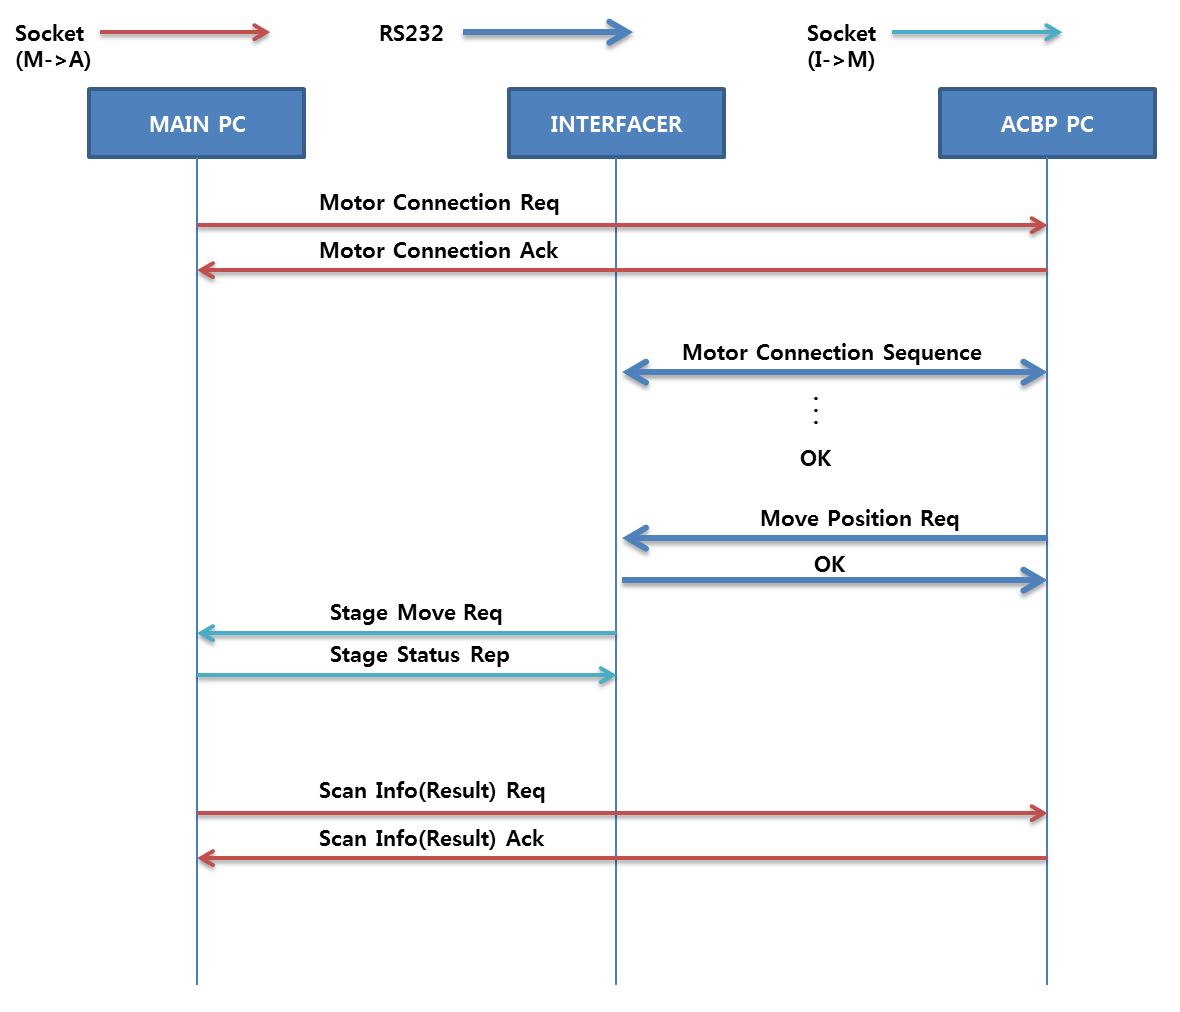 Socket
(M->A)
RS232
Socket
(I->M)
MAIN PC
INTERFACER
ACBP PC
Motor Connection Req
Motor Connection Ack
Motor Connection Sequence
⋮
OK
Move Position Req
OK
Stage Move Req
Stage Status Rep
Scan Info(Result) Req
Scan Info(Result) Ack